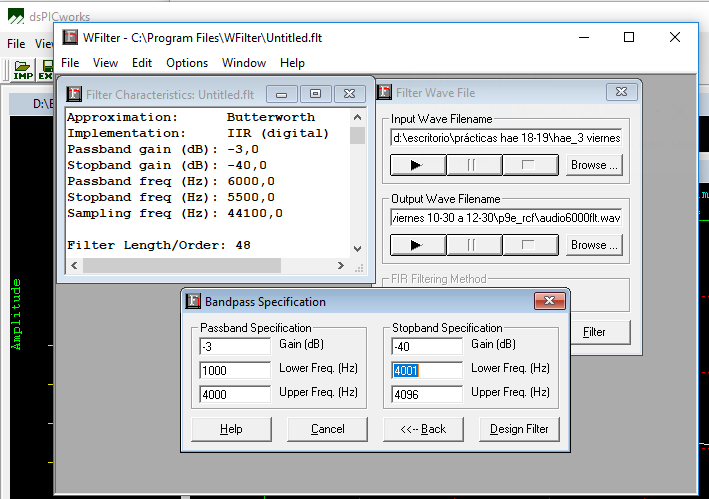 dsPICworks
File View
IMP
D:\E
Amplitude
WFilter - C:\Program Files\WFilter\Untitled.flt
File View Edit Options Window Help
Filter Characteristics: Untitled.flt
Approximation: Butterworth
Implementation: IIR (digital)
Passband gain (dB): -3,0
Stopband gain (dB): -40,0
Passband freq (Hz): 6000,0
Stopband freq (Hz): 5500,0
Sampling freq (Hz): 44100,0
Filter Length/Order: 48
Filter Wave File
Input Wave Filename
d:\escritorio\prácticas hae 18-19\hae_3 viernes
Browse ...
Output Wave Filename
viernes 10-30 a 12-30\p9e_rcf\audio6000flt.wav
Browse ...
FIR Filtering Method
Filter
Bandpass Specification
Passband Specification
-3 Gain (dB)
1000 Lower Freq. (Hz)
4000 Upper Freq. (Hz)
Stopband Specification
-40 Gain (dB)
4001 Lower Freq. (Hz)
4096 Upper Freq. (Hz)
Help Cancel <<-- Back Design Filter